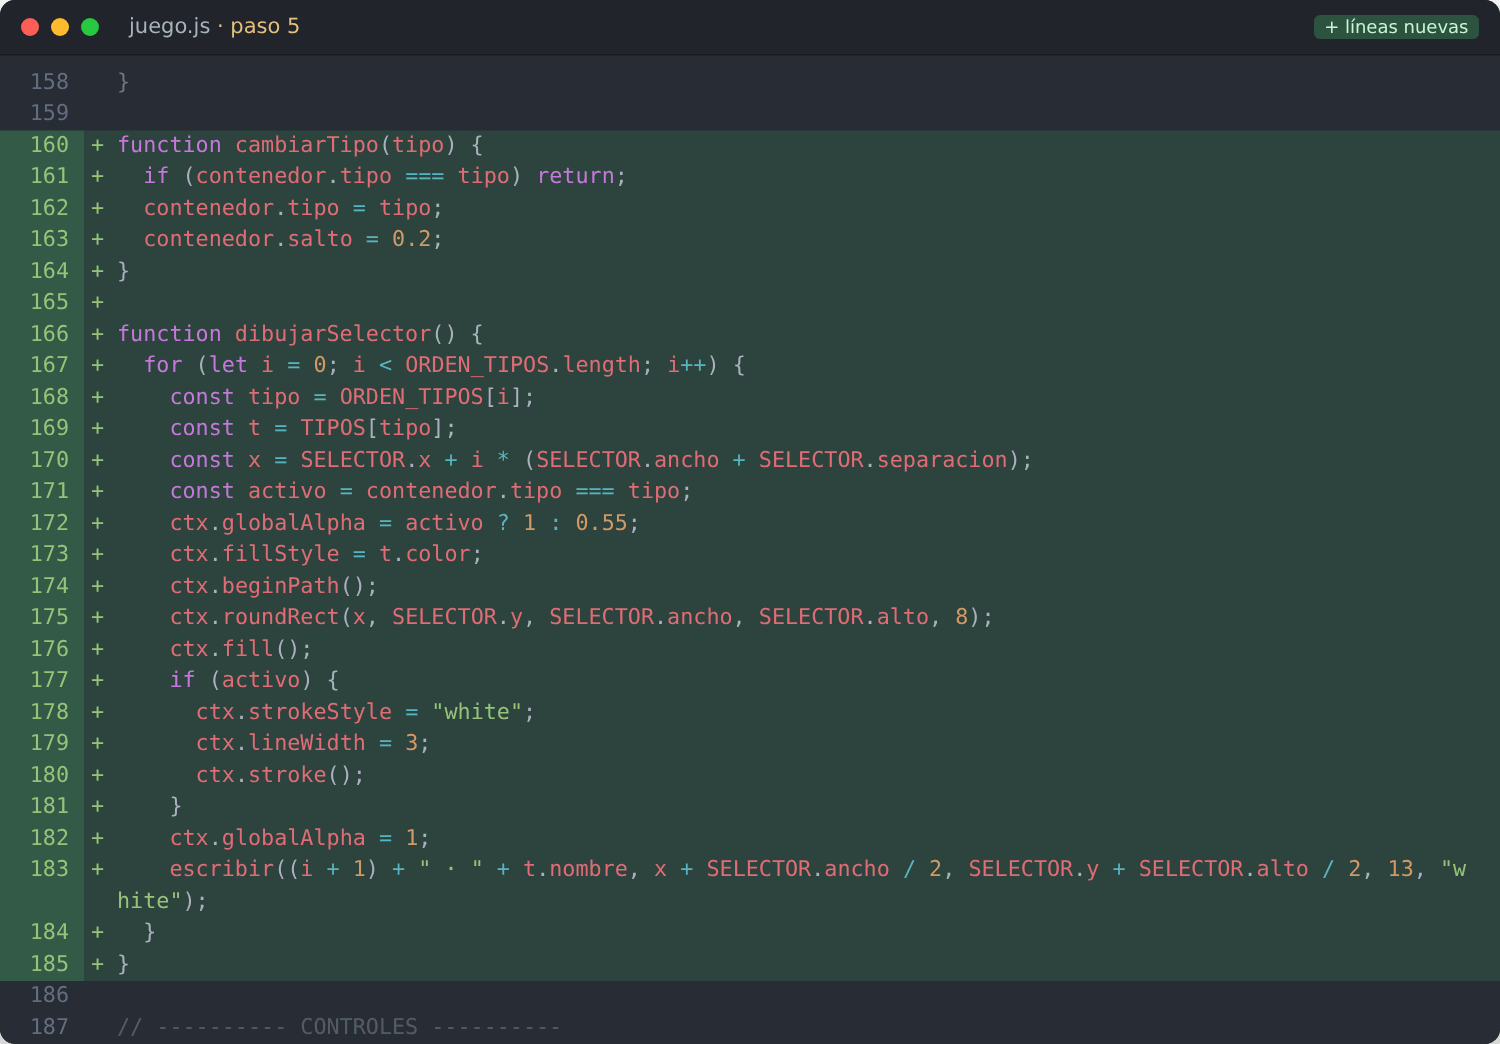 juego.js · paso 5
+ líneas nuevas
158 }
159
160 + function cambiarTipo(tipo) {
161 +   if (contenedor.tipo === tipo) return;
162 +   contenedor.tipo = tipo;
163 +   contenedor.salto = 0.2;
164 + }
165 +
166 + function dibujarSelector() {
167 +   for (let i = 0; i < ORDEN_TIPOS.length; i++) {
168 +     const tipo = ORDEN_TIPOS[i];
169 +     const t = TIPOS[tipo];
170 +     const x = SELECTOR.x + i * (SELECTOR.ancho + SELECTOR.separacion);
171 +     const activo = contenedor.tipo === tipo;
172 +     ctx.globalAlpha = activo ? 1 : 0.55;
173 +     ctx.fillStyle = t.color;
174 +     ctx.beginPath();
175 +     ctx.roundRect(x, SELECTOR.y, SELECTOR.ancho, SELECTOR.alto, 8);
176 +     ctx.fill();
177 +     if (activo) {
178 +       ctx.strokeStyle = "white";
179 +       ctx.lineWidth = 3;
180 +       ctx.stroke();
181 +     }
182 +     ctx.globalAlpha = 1;
183 +     escribir((i + 1) + " · " + t.nombre, x + SELECTOR.ancho / 2, SELECTOR.y + SELECTOR.alto / 2, 13, "w
hite");
184 +   }
185 + }
186
187 // ---------- CONTROLES ----------